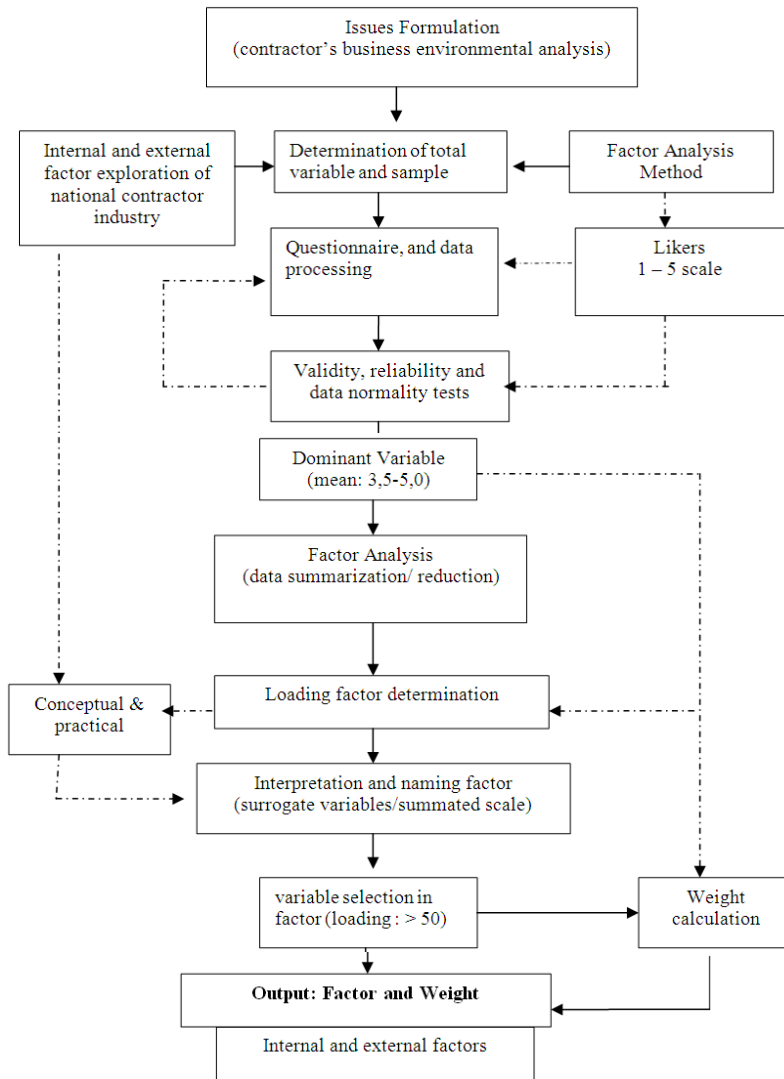 Issues Formulation
(contractor's business environmental analysis)
Internal and external
factor exploration of
national contractor
industry
Determination of total
variable and sample
Factor Analysis
Method
Questionnaire, and data
processing
Likers
1 – 5 scale
Validity, reliability and
data normality tests
Dominant Variable
(mean: 3,5-5,0)
Factor Analysis
(data summarization/ reduction)
Conceptual &
practical
Loading factor determination
Interpretation and naming factor
(surrogate variables/summated scale)
variable selection in
factor (loading : > 50)
Weight
calculation
Output: Factor and Weight
Internal and external factors